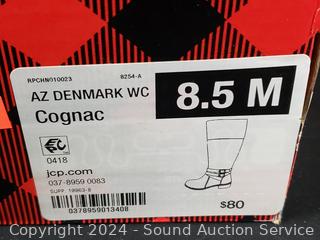 RPCHN010023 8254-A
AZ DENMARK WC
Cognac
8.5 M
0418
jcp.com
037-8959 0083
SUPP 19903-8
0378959013408
$80
Copyright 2024 - Sound Auction Service